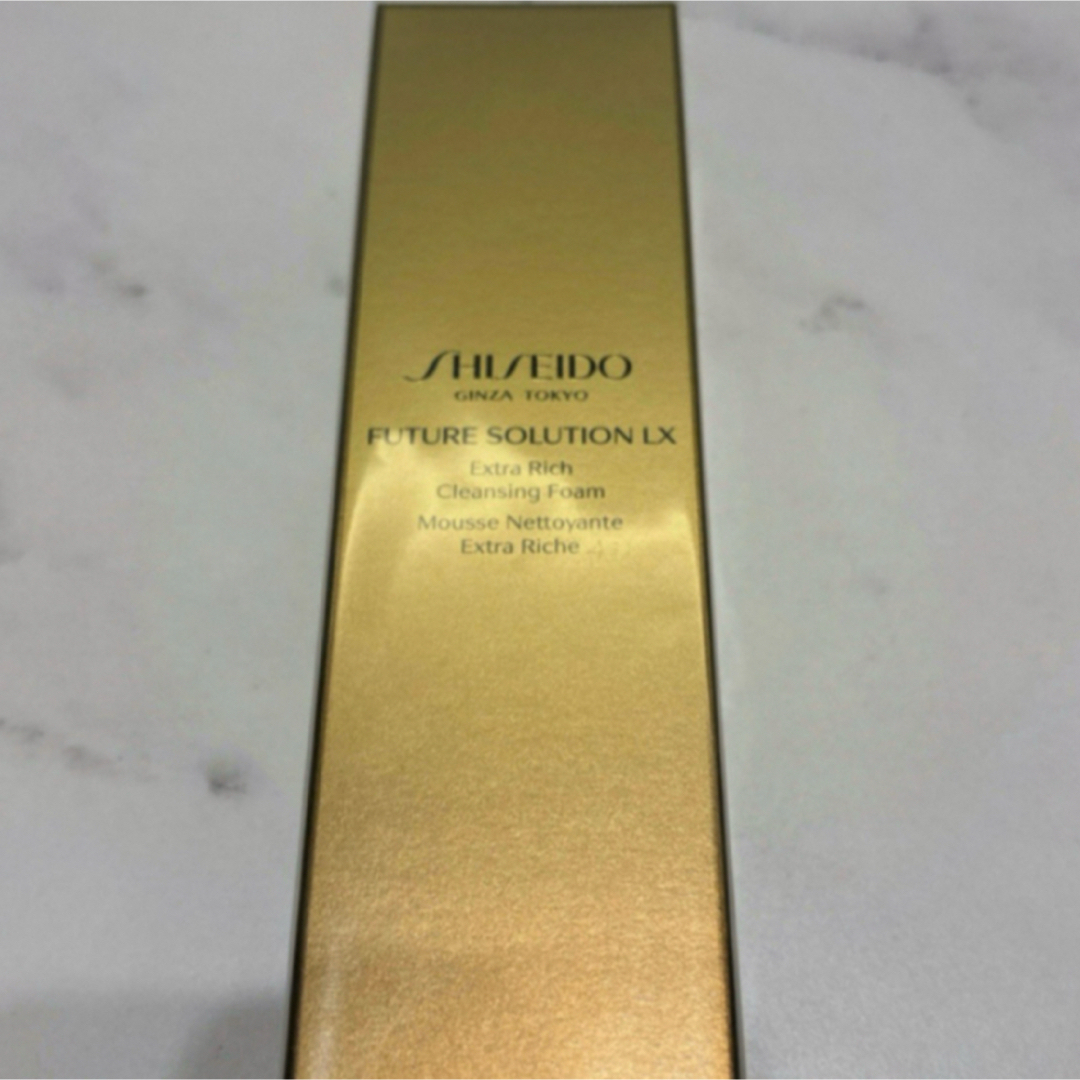 SHISEIDO
GINZA TOKYO
FUTURE SOLUTION LX
Extra Rich
Cleansing Foam
Mousse Nettoyante
Extra Riche